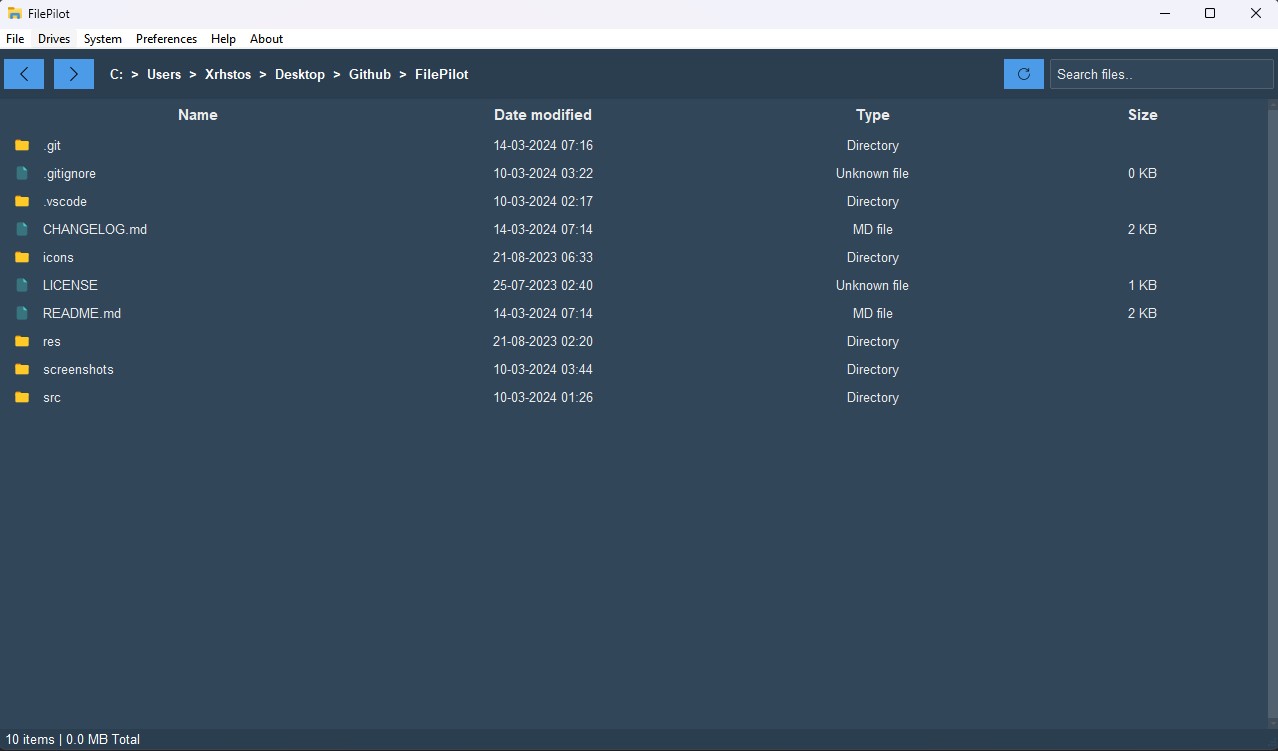 FilePilot
File Drives System Preferences Help About
C: > Users > Xrhstos > Desktop > Github > FilePilot Search files..
Name Date modified Type Size
.git 14-03-2024 07:16 Directory
.gitignore 10-03-2024 03:22 Unknown file 0 KB
.vscode 10-03-2024 02:17 Directory
CHANGELOG.md 14-03-2024 07:14 MD file 2 KB
icons 21-08-2023 06:33 Directory
LICENSE 25-07-2023 02:40 Unknown file 1 KB
README.md 14-03-2024 07:14 MD file 2 KB
res 21-08-2023 02:20 Directory
screenshots 10-03-2024 03:44 Directory
src 10-03-2024 01:26 Directory
10 items | 0.0 MB Total